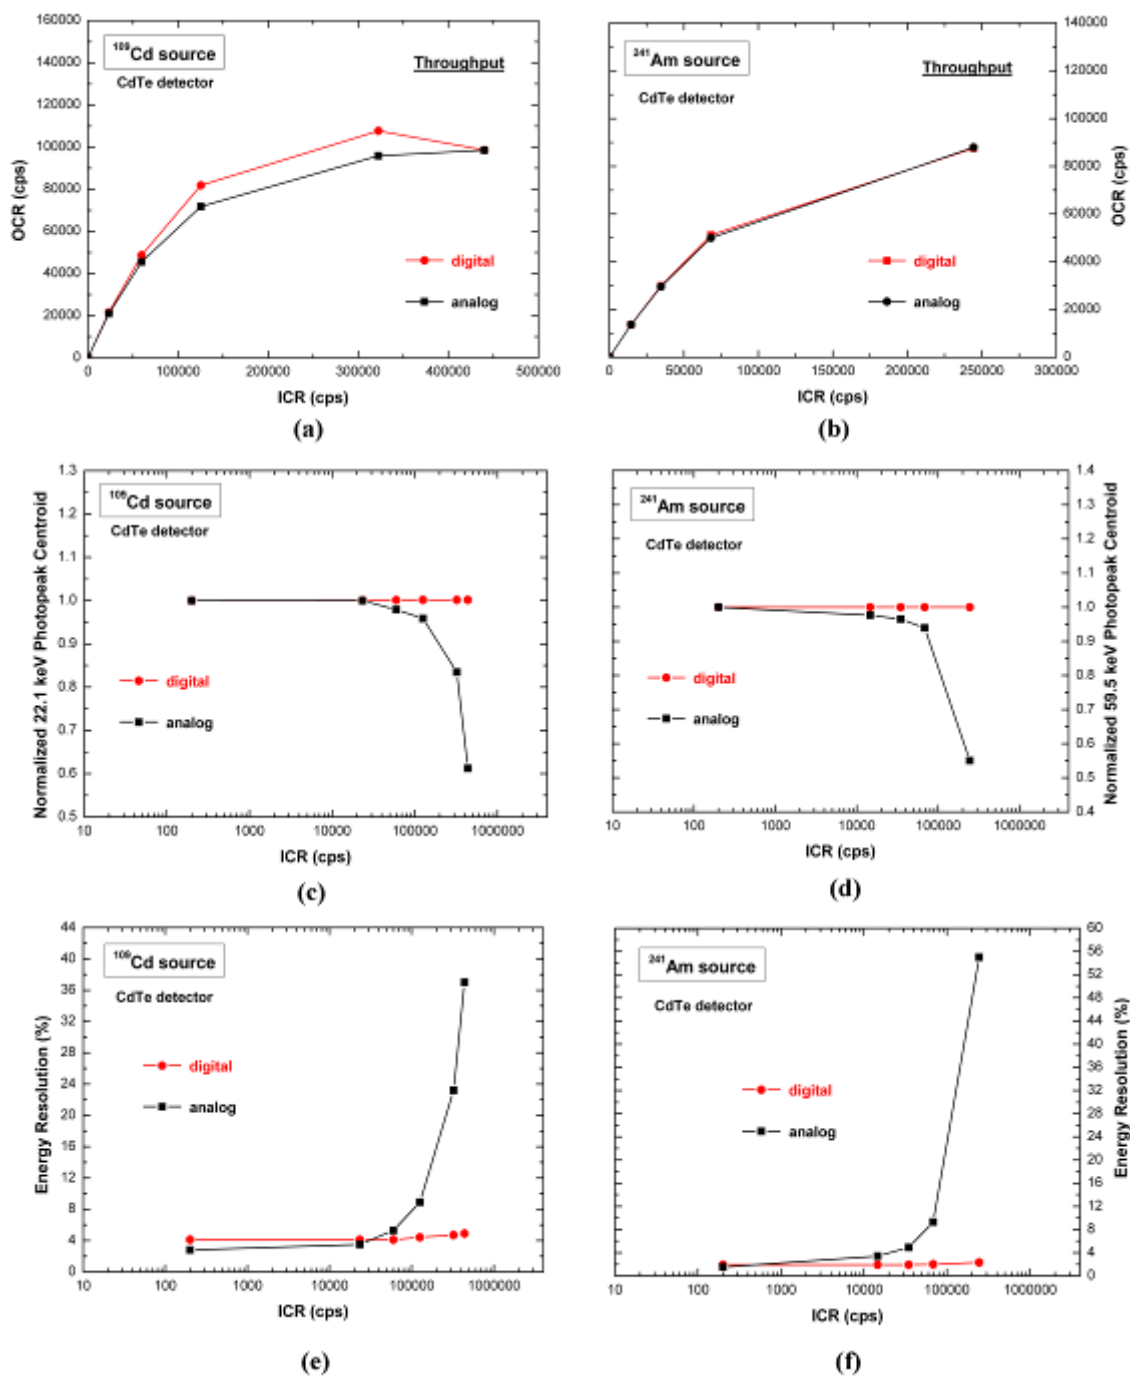 160000
140000
120000
100000
80000
60000
40000
20000
0
OCR (cps)
¹⁰⁹Cd source
CdTe detector
Throughput
digital
analog
0 100000 200000 300000 400000 500000
ICR (cps)
(a)
²⁴¹Am source
CdTe detector
Throughput
digital
analog
140000
120000
100000
80000
60000
40000
20000
0
OCR (cps)
0 50000 100000 150000 200000 250000 300000
ICR (cps)
(b)
1.3
1.2
1.1
1.0
0.9
0.8
0.7
0.6
0.5
Normalized 22.1 keV Photopeak Centroid
¹⁰⁹Cd source
CdTe detector
digital
analog
10 100 1000 10000 100000 1000000
ICR (cps)
(c)
²⁴¹Am source
CdTe detector
digital
analog
1.4
1.3
1.2
1.1
1.0
0.9
0.8
0.7
0.6
0.5
0.4
Normalized 59.5 keV Photopeak Centroid
10 100 1000 10000 100000 1000000
ICR (cps)
(d)
44
40
36
32
28
24
20
16
12
8
4
0
Energy Resolution (%)
¹⁰⁹Cd source
CdTe detector
digital
analog
10 100 1000 10000 100000 1000000
ICR (cps)
(e)
²⁴¹Am source
CdTe detector
digital
analog
60
56
52
48
44
40
36
32
28
24
20
16
12
8
4
0
Energy Resolution (%)
10 100 1000 10000 100000 1000000
ICR (cps)
(f)